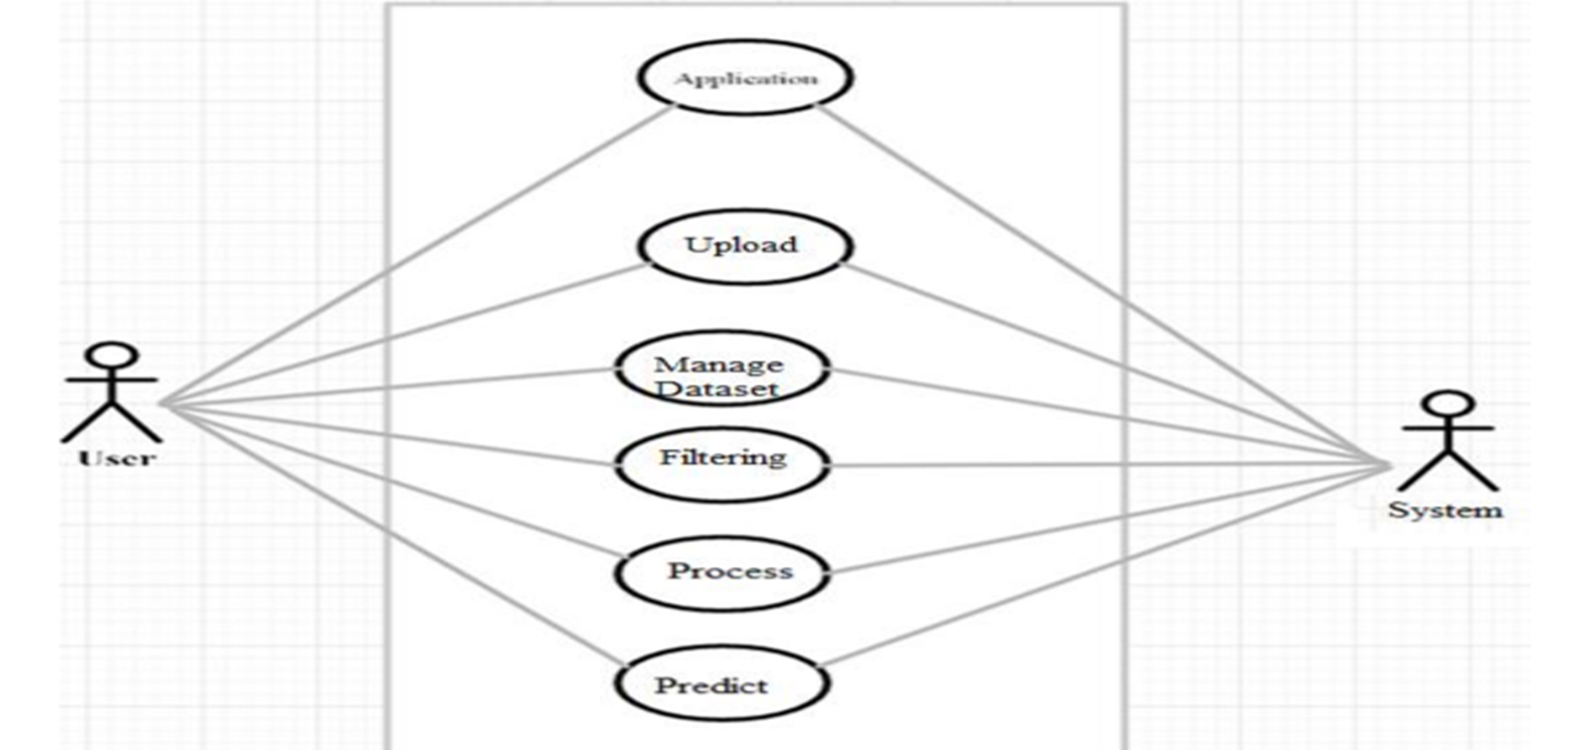 Application
Upload
Manage
Dataset
Filtering
Process
Predict
User
System